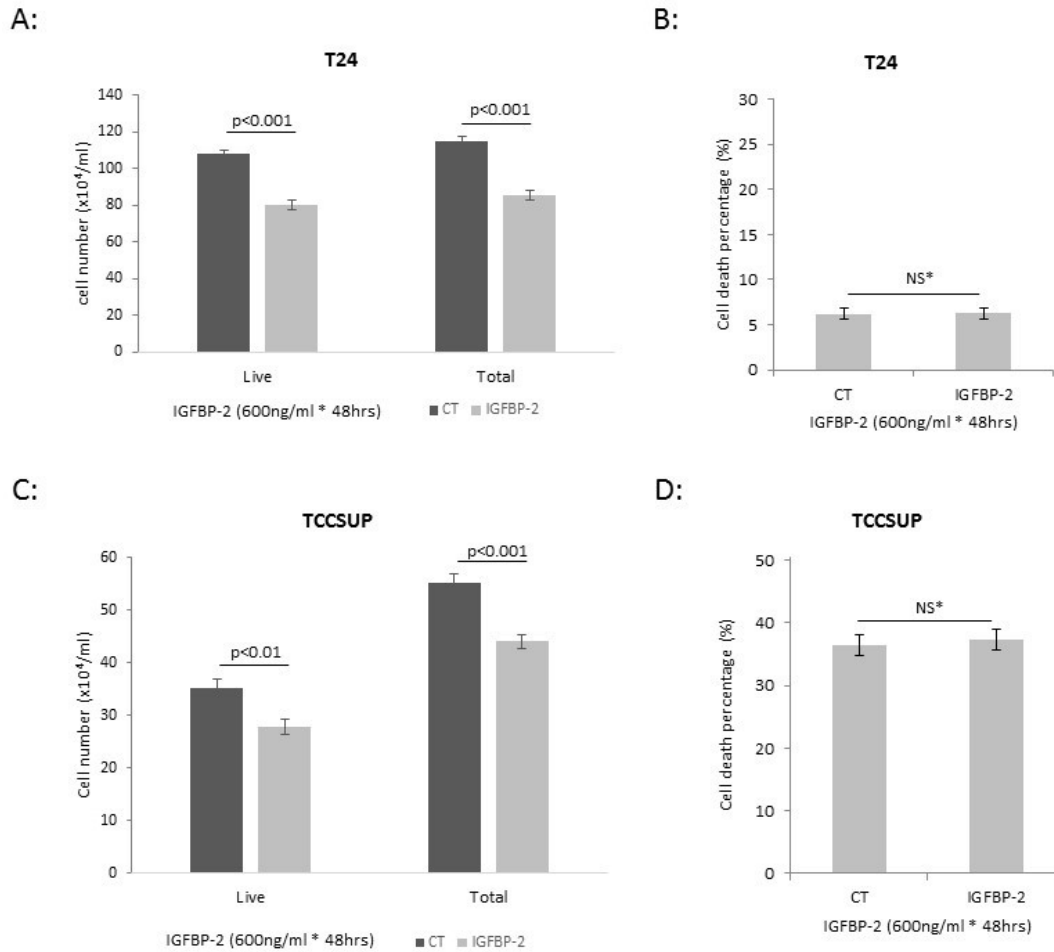 A:
T24
cell number (x10⁴/ml)
140
120
100
80
60
40
20
0
p<0.001
p<0.001
Live
Total
IGFBP-2 (600ng/ml * 48hrs)
CT
IGFBP-2
B:
T24
Cell death percentage (%)
30
25
20
15
10
5
0
NS*
CT
IGFBP-2
IGFBP-2 (600ng/ml * 48hrs)
C:
TCCSUP
Cell number (x10⁴/ml)
60
50
40
30
20
10
0
p<0.01
p<0.001
Live
Total
IGFBP-2 (600ng/ml * 48hrs)
CT
IGFBP-2
D:
TCCSUP
Cell death percentage (%)
50
40
30
20
10
0
NS*
CT
IGFBP-2
IGFBP-2 (600ng/ml * 48hrs)